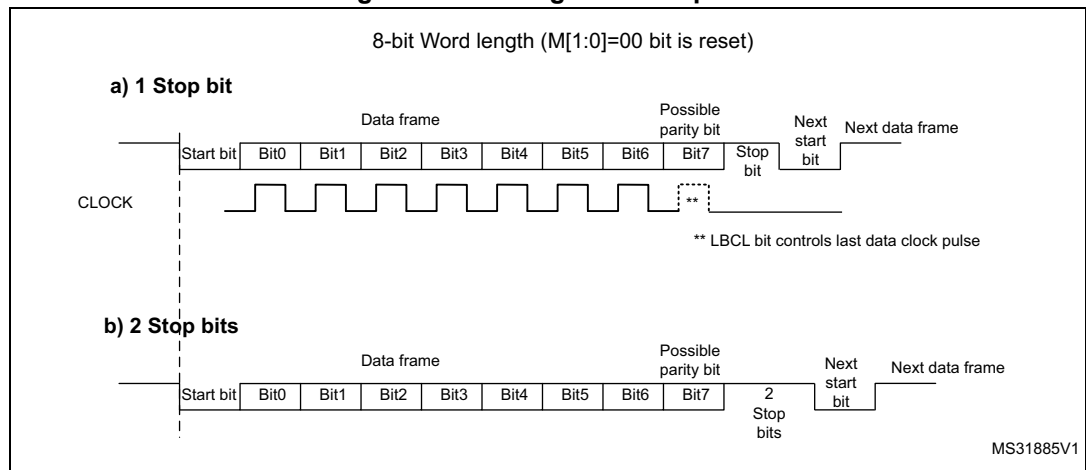 8-bit Word length (M[1:0]=00 bit is reset)
a) 1 Stop bit
Data frame
Possible
parity bit
Next
start
bit
Next data frame
Start bit Bit0 Bit1 Bit2 Bit3 Bit4 Bit5 Bit6 Bit7 Stop
bit
CLOCK
**
** LBCL bit controls last data clock pulse
b) 2 Stop bits
Data frame
Possible
parity bit
Next
start
bit
Next data frame
Start bit Bit0 Bit1 Bit2 Bit3 Bit4 Bit5 Bit6 Bit7 2
Stop
bits
MS31885V1